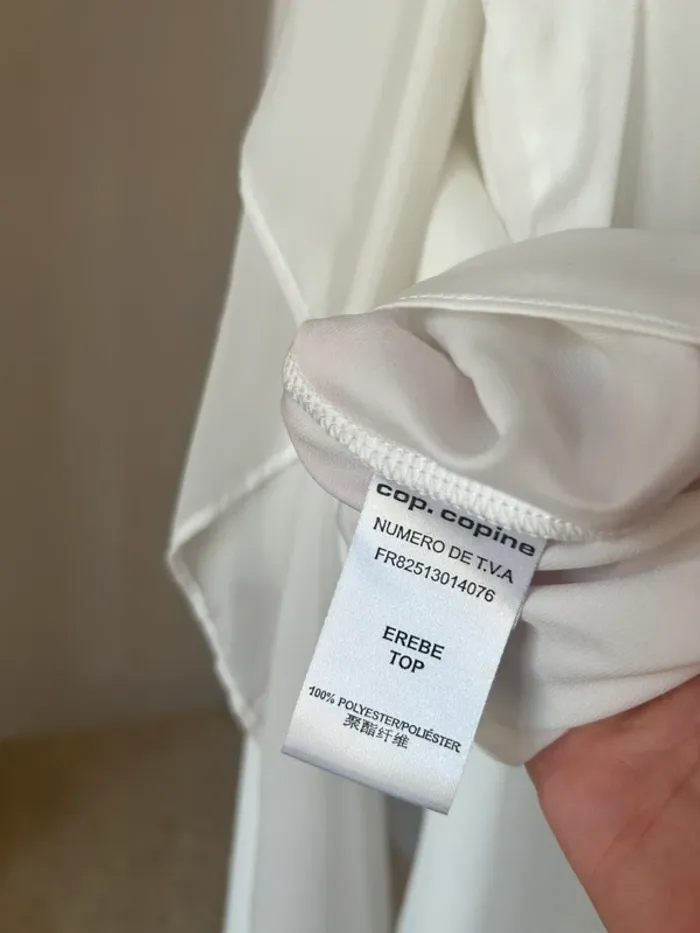 cop. copine
NUMERO DE T.V.A
FR82513014076
EREBE
TOP
100% POLYESTER/POLIÉSTER
聚酯纤维